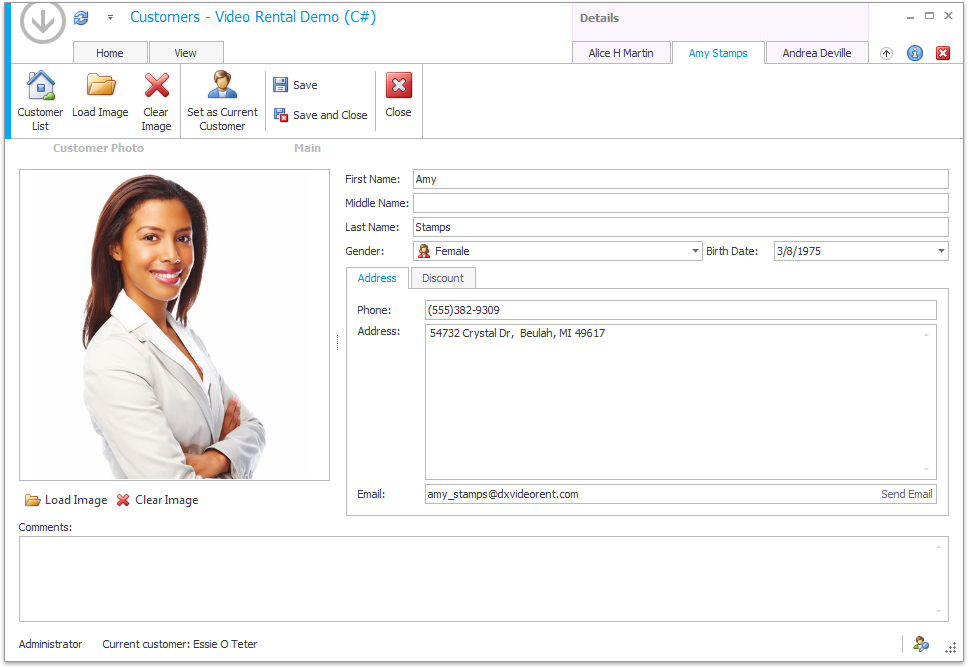 Customers - Video Rental Demo (C#)
Details
Home
View
Alice H Martin
Amy Stamps
Andrea Deville
Customer List
Load Image
Clear Image
Set as Current Customer
Save
Save and Close
Close
Customer Photo
Main
First Name: Amy
Middle Name:
Last Name: Stamps
Gender: Female Birth Date: 3/8/1975
Address
Discount
Phone: (555)382-9309
Address: 54732 Crystal Dr, Beulah, MI 49617
Email: amy_stamps@dxvideorent.com Send Email
Load Image
Clear Image
Comments:
Administrator
Current customer: Essie O Teter